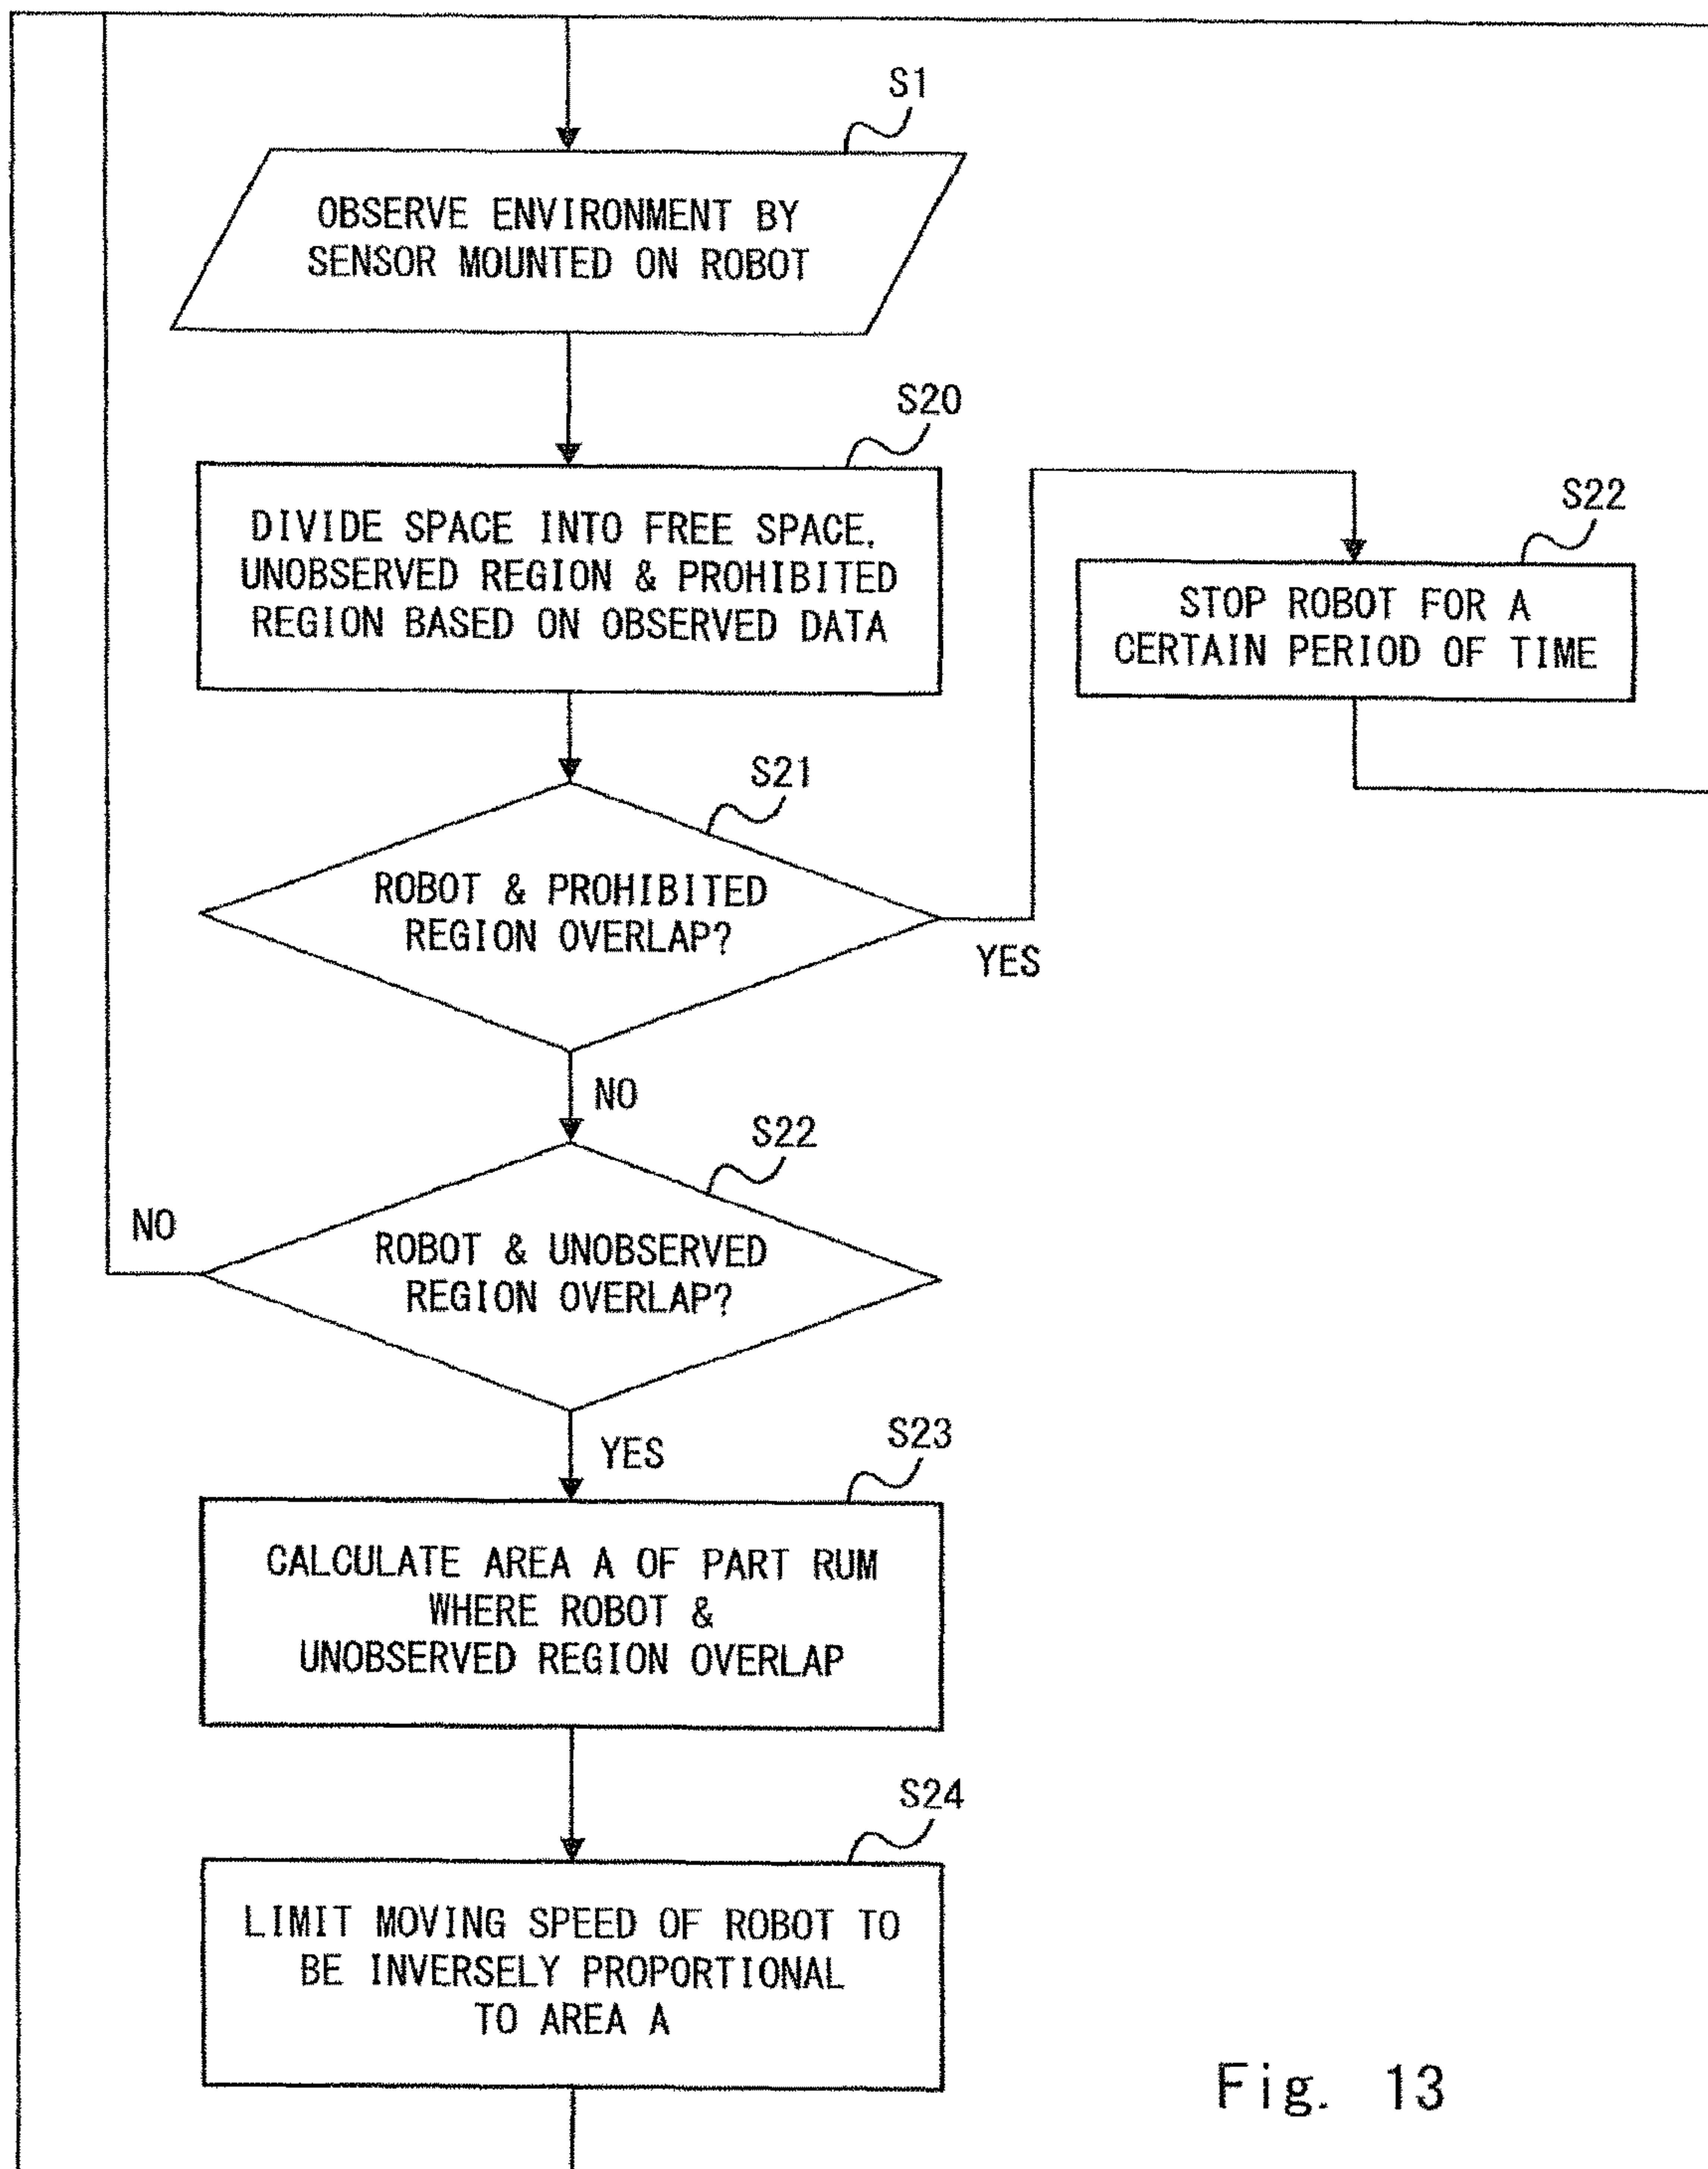 S1
OBSERVE ENVIRONMENT BY
SENSOR MOUNTED ON ROBOT
S20
DIVIDE SPACE INTO FREE SPACE,
UNOBSERVED REGION & PROHIBITED
REGION BASED ON OBSERVED DATA
S22
STOP ROBOT FOR A
CERTAIN PERIOD OF TIME
S21
ROBOT & PROHIBITED
REGION OVERLAP?
YES
NO
S22
NO
ROBOT & UNOBSERVED
REGION OVERLAP?
YES
S23
CALCULATE AREA A OF PART RUM
WHERE ROBOT &
UNOBSERVED REGION OVERLAP
S24
LIMIT MOVING SPEED OF ROBOT TO
BE INVERSELY PROPORTIONAL
TO AREA A
Fig. 13